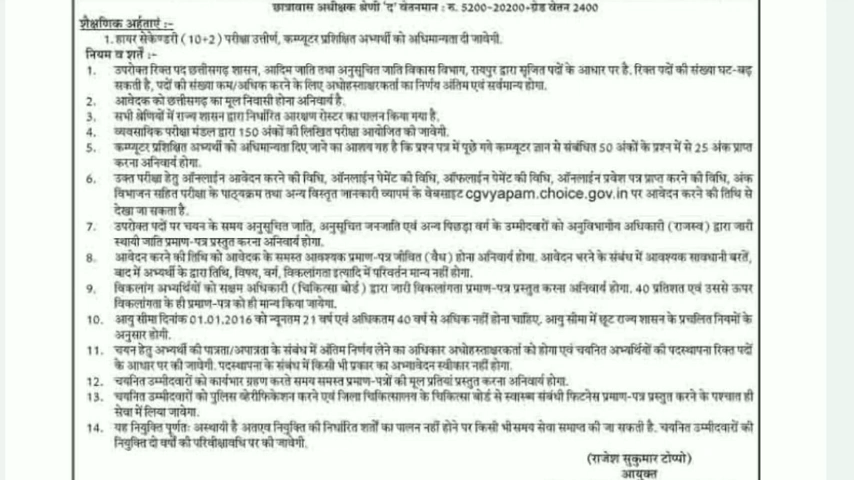 छात्रावास अधीक्षक श्रेणी 'द' वेतनमान : रु. 5200-20200+ग्रेड वेतन 2400
शैक्षणिक अर्हताएं :-
1. हायर सेकेण्डरी (10+2) परीक्षा उत्तीर्ण, कम्प्यूटर प्रशिक्षित अभ्यर्थी को अधिमान्यता दी जावेगी.
नियम व शर्तें :-
1. उपरोक्त रिक्त पद छत्तीसगढ़ शासन, आदिम जाति तथा अनुसूचित जाति विकास विभाग, रायपुर द्वारा सृजित पदों के आधार पर है. रिक्त पदों की संख्या घट-बढ़
सकती है, पदों की संख्या कम/अधिक करने के लिए अधोहस्ताक्षरकर्ता का निर्णय अंतिम एवं सर्वमान्य होगा.
2. आवेदक को छत्तीसगढ़ का मूल निवासी होना अनिवार्य है.
3. सभी श्रेणियों में राज्य शासन द्वारा निर्धारित आरक्षण रोस्टर का पालन किया गया है.
4. व्यवसायिक परीक्षा मंडल द्वारा 150 अंकों की लिखित परीक्षा आयोजित की जावेगी.
5. कम्प्यूटर प्रशिक्षित अभ्यर्थी को अधिमान्यता दिए जाने का आशय यह है कि प्रश्न पत्र में पूछे गये कम्प्यूटर ज्ञान से संबंधित 50 अंकों के प्रश्न में से 25 अंक प्राप्त
करना अनिवार्य होगा.
6. उक्त परीक्षा हेतु ऑनलाईन आवेदन करने की विधि, ऑनलाईन पेमेंट की विधि, ऑफलाईन पेमेंट की विधि, ऑनलाईन प्रवेश पत्र प्राप्त करने की विधि, अंक
विभाजन सहित परीक्षा के पाठ्यक्रम तथा अन्य विस्तृत जानकारी व्यापमं के वेबसाइट cgvyapam.choice.gov.in पर आवेदन करने की तिथि से
देखा जा सकता है.
7. उपरोक्त पदों पर चयन के समय अनुसूचित जाति, अनुसूचित जनजाति एवं अन्य पिछड़ा वर्ग के उम्मीदवारों को अनुविभागीय अधिकारी (राजस्व) द्वारा जारी
स्थायी जाति प्रमाण-पत्र प्रस्तुत करना अनिवार्य होगा.
8. आवेदन करने की तिथि को आवेदक के समस्त आवश्यक प्रमाण-पत्र जीवित (वैध) होना अनिवार्य होगा. आवेदन भरने के संबंध में आवश्यक सावधानी बरतें,
बाद में अभ्यर्थी के द्वारा तिथि, विषय, वर्ग, विकलांगता इत्यादि में परिवर्तन मान्य नहीं होगा.
9. विकलांग अभ्यर्थियों को सक्षम अधिकारी (चिकित्सा बोर्ड) द्वारा जारी विकलांगता प्रमाण-पत्र प्रस्तुत करना अनिवार्य होगा. 40 प्रतिशत एवं उससे ऊपर
विकलांगता के ही प्रमाण-पत्र को ही मान्य किया जायेगा.
10. आयु सीमा दिनांक 01.01.2016 को न्यूनतम 21 वर्ष एवं अधिकतम 40 वर्ष से अधिक नहीं होना चाहिए. आयु सीमा में छूट राज्य शासन के प्रचलित नियमों के
अनुसार होगी.
11. चयन हेतु अभ्यर्थी की पात्रता/अपात्रता के संबंध में अंतिम निर्णय लेने का अधिकार अधोहस्ताक्षरकर्ता को होगा एवं चयनित अभ्यर्थियों की पदस्थापना रिक्त पदों
के आधार पर की जावेगी. पदस्थापना के संबंध में किसी भी प्रकार का अभ्यावेदन स्वीकार नहीं होगा.
12. चयनित उम्मीदवारों को कार्यभार ग्रहण करते समय समस्त प्रमाण-पत्रों की मूल प्रतियां प्रस्तुत करना अनिवार्य होगा.
13. चयनित उम्मीदवारों को पुलिस व्हेरीफिकेशन करने एवं जिला चिकित्सालय के चिकित्सा बोर्ड से स्वास्थ्य संबंधी फिटनेस प्रमाण-पत्र प्रस्तुत करने के पश्चात ही
सेवा में लिया जावेगा.
14. यह नियुक्ति पूर्णतः अस्थायी है अतएव नियुक्ति की निर्धारित शर्तों का पालन नहीं होने पर किसी भी समय सेवा समाप्त की जा सकती है. चयनित उम्मीदवारों की
नियुक्ति दो वर्षों की परिवीक्षावधि पर की जावेगी.
(राजेश सुकुमार टोप्पो)
आयुक्त